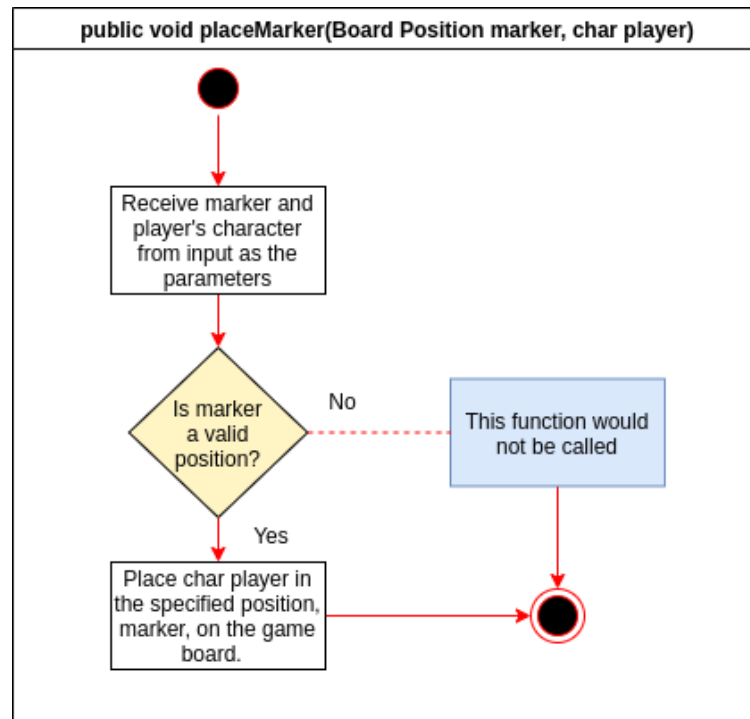 public void placeMarker(Board Position marker, char player)
Receive marker and
player's character
from input as the
parameters
Is marker
a valid
position?
No
This function would
not be called
Yes
Place char player in
the specified position,
marker, on the game
board.